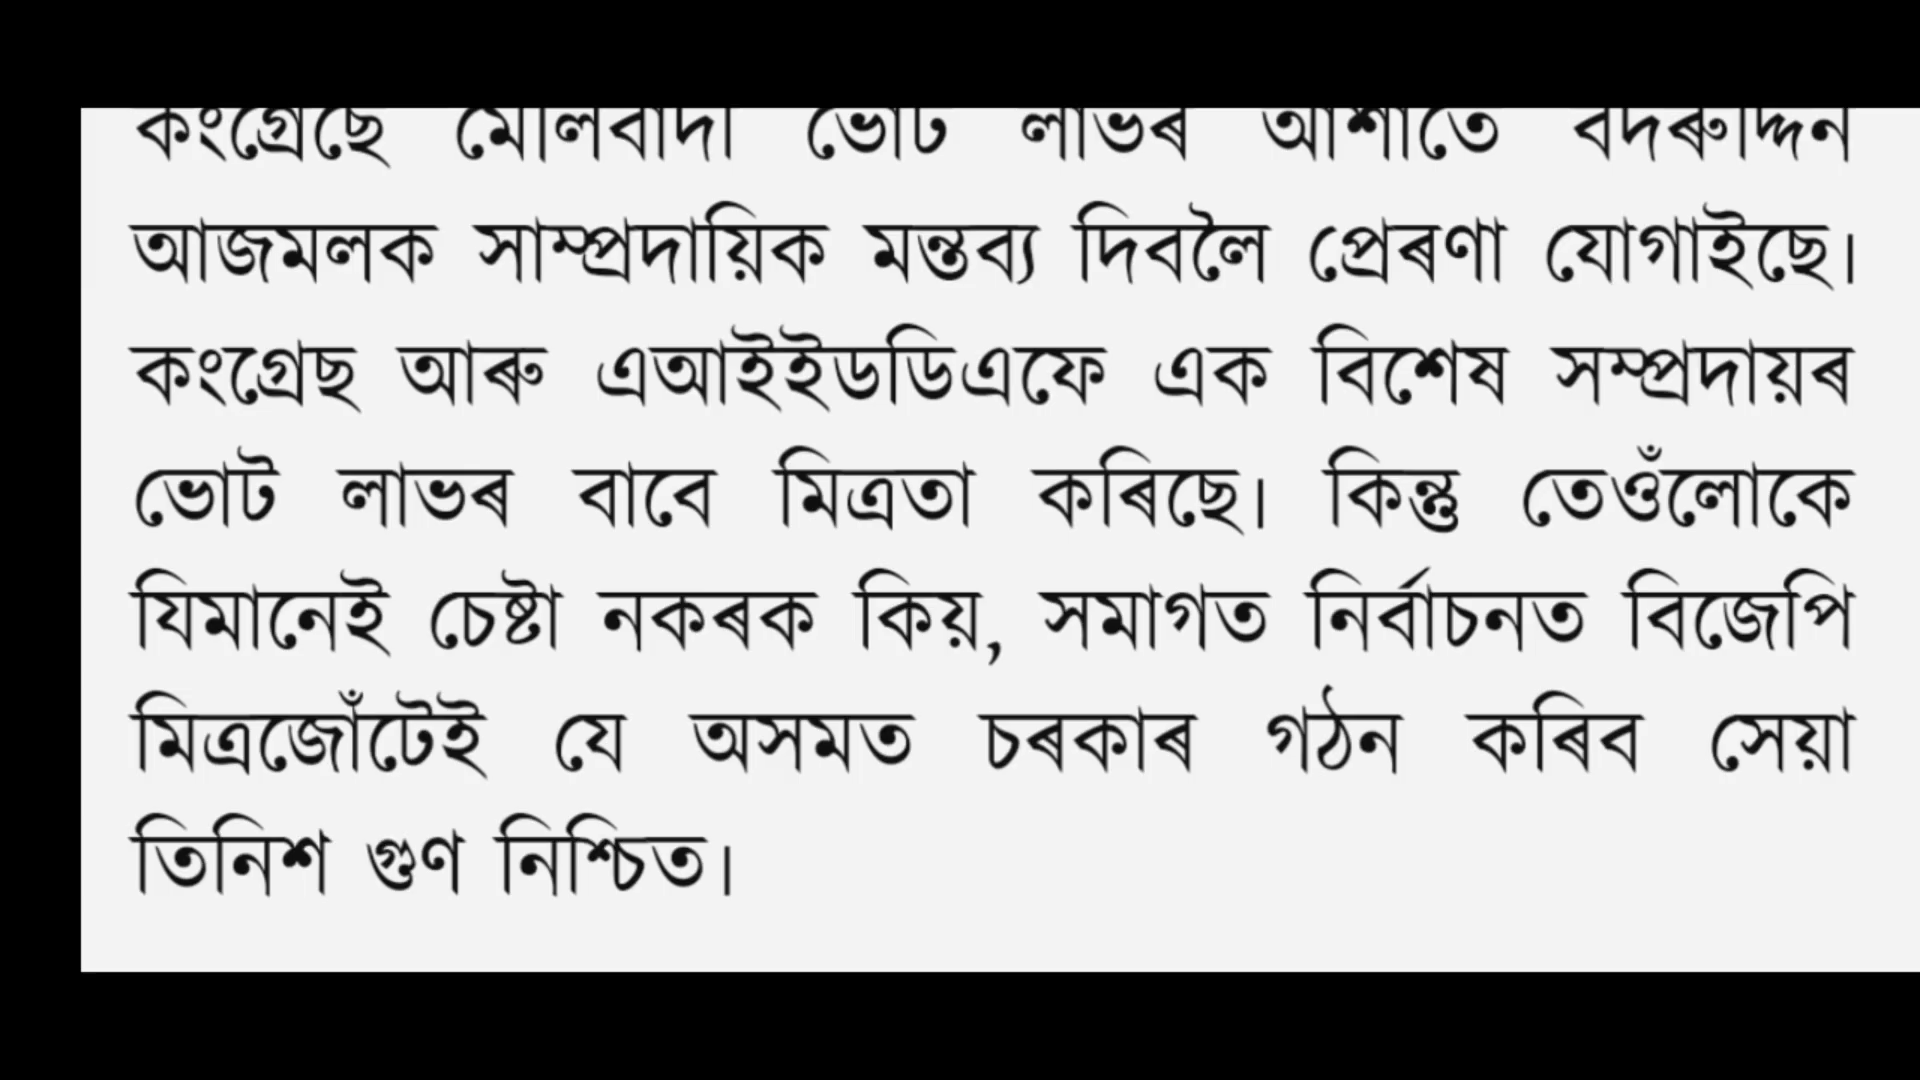 কংগ্ৰেছে মৌলবাদী ভোট লাভৰ আশাতে বদৰুদ্দিন
আজমলক সাম্প্ৰদায়িক মন্তব্য দিবলৈ প্ৰেৰণা যোগাইছে।
কংগ্ৰেছ আৰু এআইইডডিএফে এক বিশেষ সম্প্ৰদায়ৰ
ভোট লাভৰ বাবে মিত্ৰতা কৰিছে। কিন্তু তেওঁলোকে
যিমানেই চেষ্টা নকৰক কিয়, সমাগত নিৰ্বাচনত বিজেপি
মিত্ৰজোঁটেই যে অসমত চৰকাৰ গঠন কৰিব সেয়া
তিনিশ গুণ নিশ্চিত।